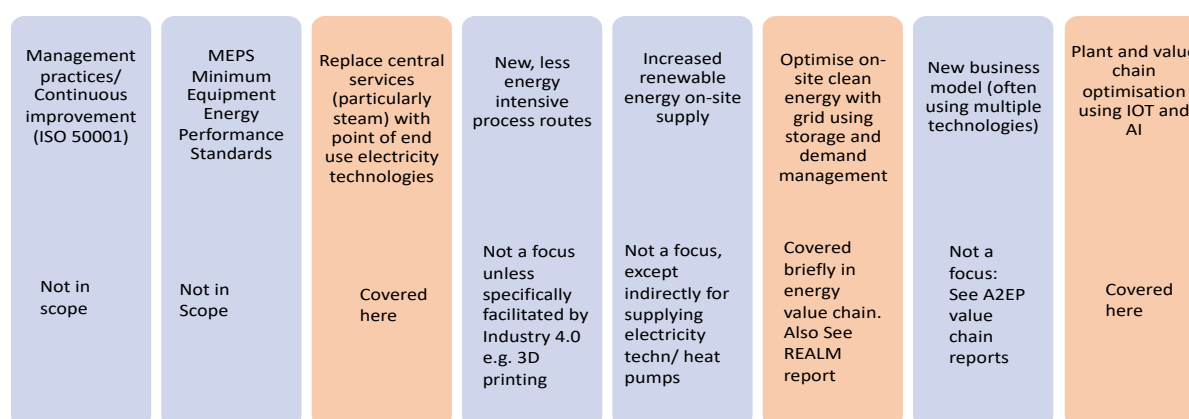 Management
practices/
Continuous
improvement
(ISO 50001)
Not in
scope
MEPS
Minimum
Equipment
Energy
Performance
Standards
Not in
Scope
Replace central
services
(particularly
steam) with
point of end
use electricity
technologies
Covered
here
New, less
energy
intensive
process routes
Not a focus
unless
specifically
facilitated by
Industry 4.0
e.g. 3D
printing
Increased
renewable
energy on-site
supply
Not a focus,
except
indirectly for
supplying
electricity
techn/ heat
pumps
Optimise on-
site clean
energy with
grid using
storage and
demand
management
Covered
briefly in
energy
value chain.
Also See
REALM
report
New business
model (often
using multiple
technologies)
Not a
focus:
See A2EP
value
chain
reports
Plant and value
chain
optimisation
using IOT and
AI
Covered
here